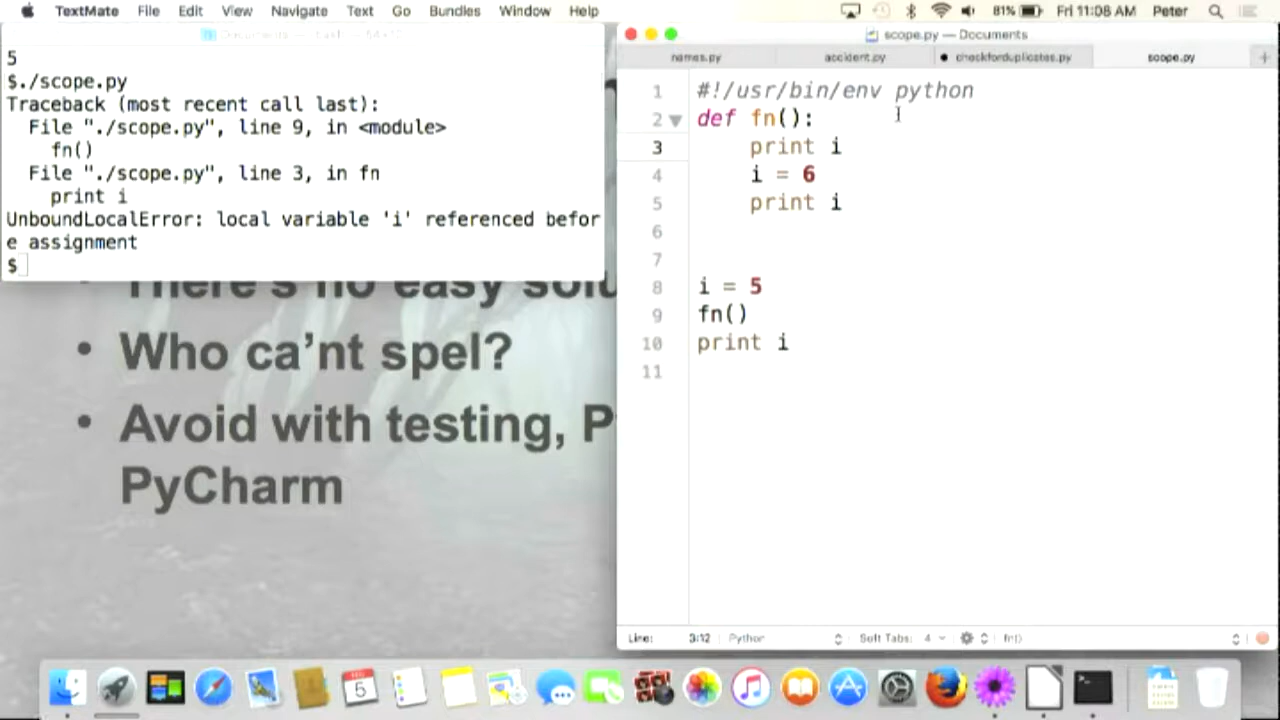 TextMate File Edit View Navigate Text Go Bundles Window Help 81% Fri 11:08 AM Peter
5
$./scope.py
Traceback (most recent call last):
  File "./scope.py", line 9, in <module>
    fn()
  File "./scope.py", line 3, in fn
    print i
UnboundLocalError: local variable 'i' referenced befor
e assignment
$
There's no easy solu
• Who ca'nt spel?
• Avoid with testing, P
PyCharm
scope.py — Documents
names.py accident.py checkforduplicates.py scope.py
1 #!/usr/bin/env python
2 def fn():
3     print i
4     i = 6
5     print i
6
7
8 i = 5
9 fn()
10 print i
11
Line: 3:12 Python Soft Tabs: 4 fn()
5